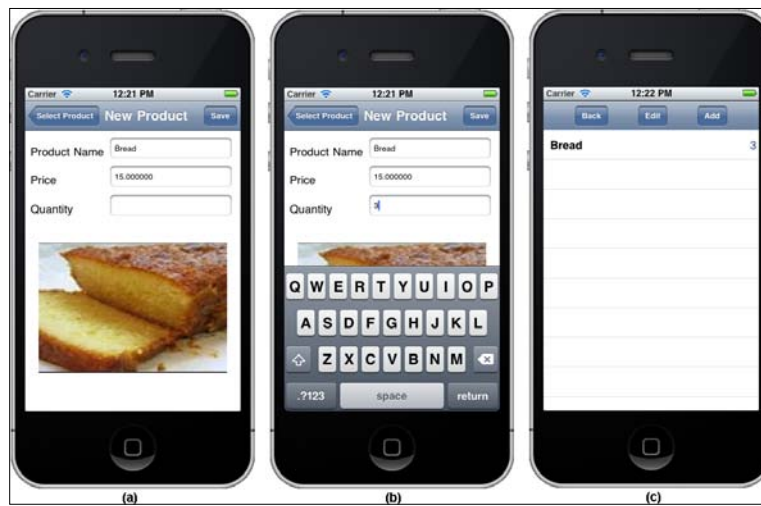 Carrier 12:21 PM
Select Product New Product Save
Product Name Bread
Price 15.000000
Quantity
(a)
Carrier 12:21 PM
Select Product New Product Save
Product Name Bread
Price 15.000000
Quantity 3
Q W E R T Y U I O P
A S D F G H J K L
Z X C V B N M
.?123 space return
(b)
Carrier 12:22 PM
Back Edit Add
Bread 3
(c)